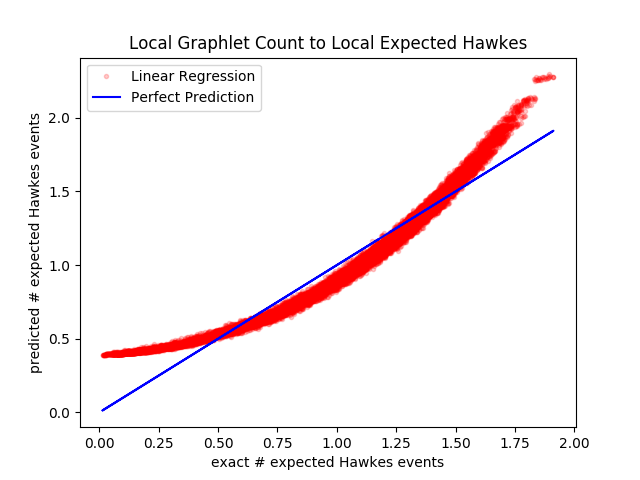 Local Graphlet Count to Local Expected Hawkes
Linear Regression
Perfect Prediction
predicted # expected Hawkes events
2.0
1.5
1.0
0.5
0.0
0.00 0.25 0.50 0.75 1.00 1.25 1.50 1.75 2.00
exact # expected Hawkes events